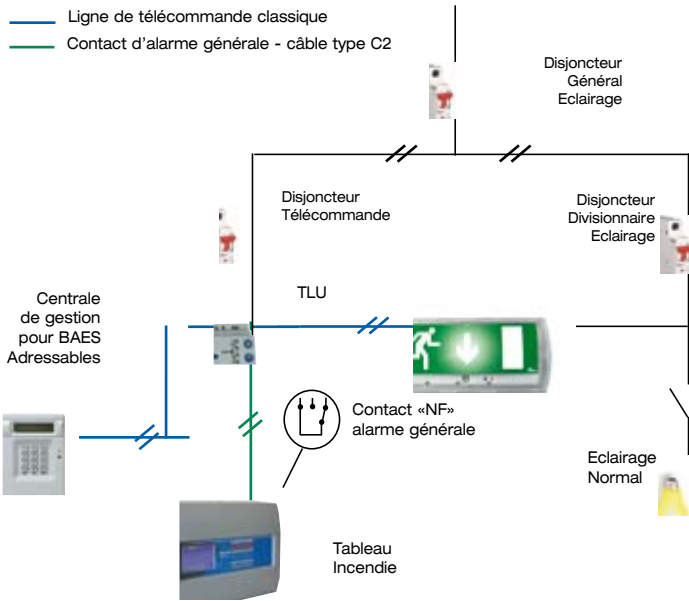 Ligne de télécommande classique
Contact d'alarme générale - câble type C2
Disjoncteur
Général
Eclairage
Disjoncteur
Télécommande
Disjoncteur
Divisionnaire
Eclairage
TLU
Centrale
de gestion
pour BAES
Adressables
Contact «NF»
alarme générale
Eclairage
Normal
Tableau
Incendie